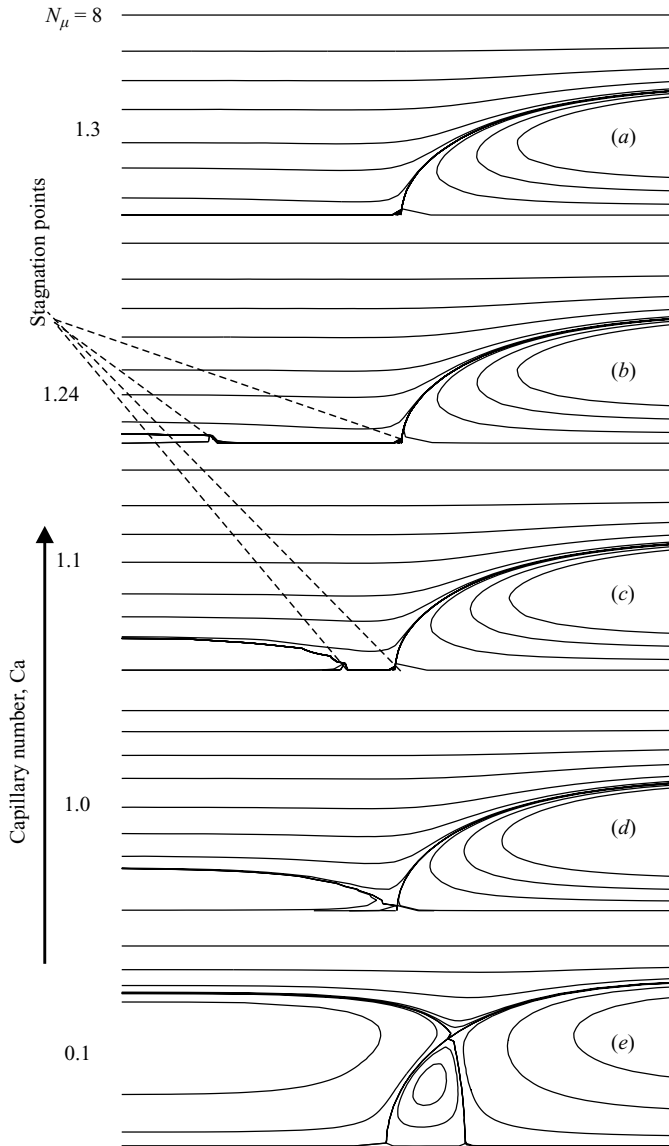 N_μ = 8
1.3
(a)
Stagnation points
(b)
1.24
1.1
(c)
Capillary number, Ca
1.0
(d)
0.1
(e)